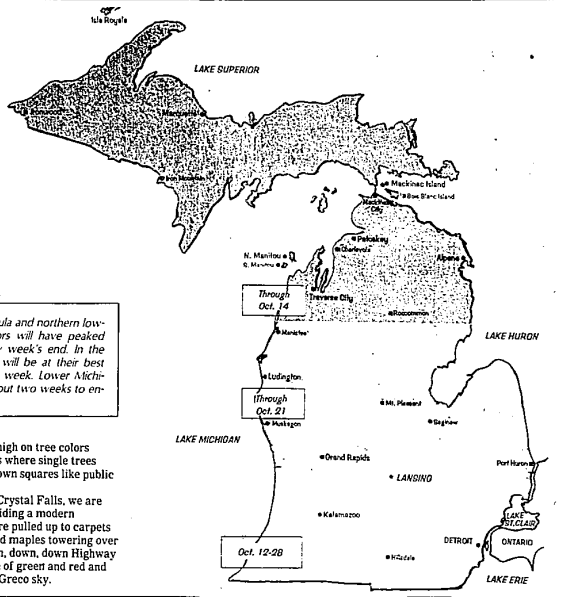 Isle Royale
LAKE SUPERIOR
Marquette
Iron Mountain
Mackinac Island
Bois Blanc Island
Mackinac
City
Petoskey
Charlevoix
N. Manitou
S. Manitou
Alpena
Through
Oct. 14
Traverse City
Roscommon
Manistee
ula and northern low-
ors will have peaked
week's end. In the
will be at their best
week. Lower Michi-
out two weeks to en-
LAKE HURON
Ludington
Through
Oct. 21
Mt. Pleasant
Saginaw
Muskegon
high on tree colors
s where single trees
own squares like public
LAKE MICHIGAN
Grand Rapids
LANSING
Port Huron
Crystal Falls, we are
iding a modern
re pulled up to carpets
d maples towering over
n, down, down Highway
e of green and red and
Greco sky.
Kalamazoo
LAKE
ST. CLAIR
Oct. 12-28
DETROIT
ONTARIO
Hillsdale
LAKE ERIE